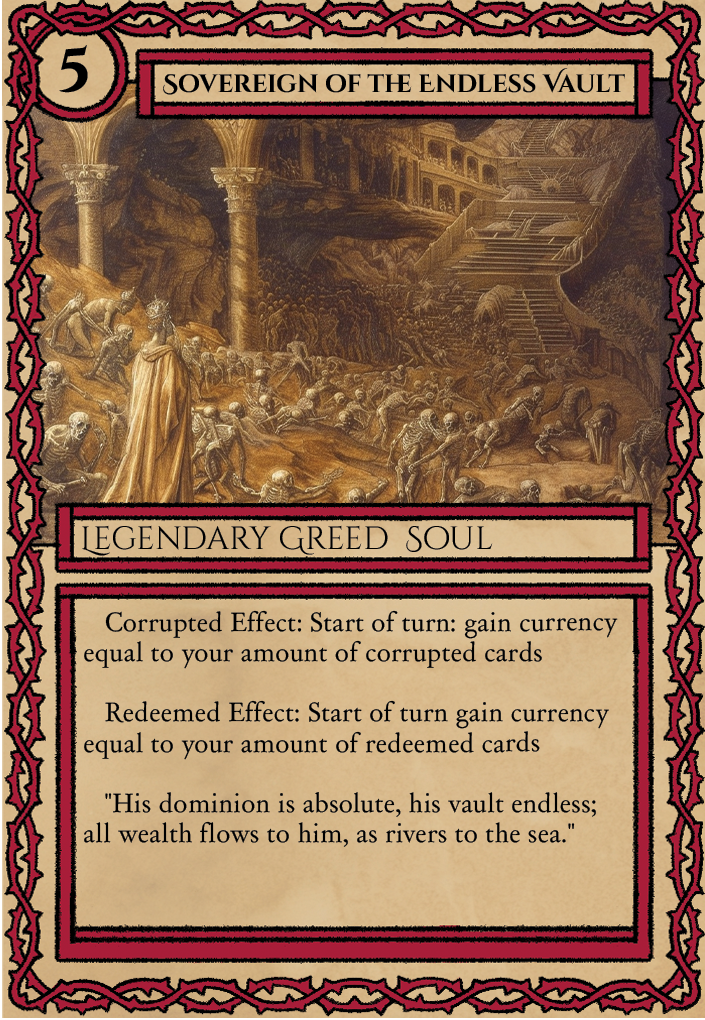 5
Sovereign of the Endless Vault
Legendary Greed Soul
Corrupted Effect: Start of turn: gain currency
equal to your amount of corrupted cards
Redeemed Effect: Start of turn gain currency
equal to your amount of redeemed cards
"His dominion is absolute, his vault endless;
all wealth flows to him, as rivers to the sea."